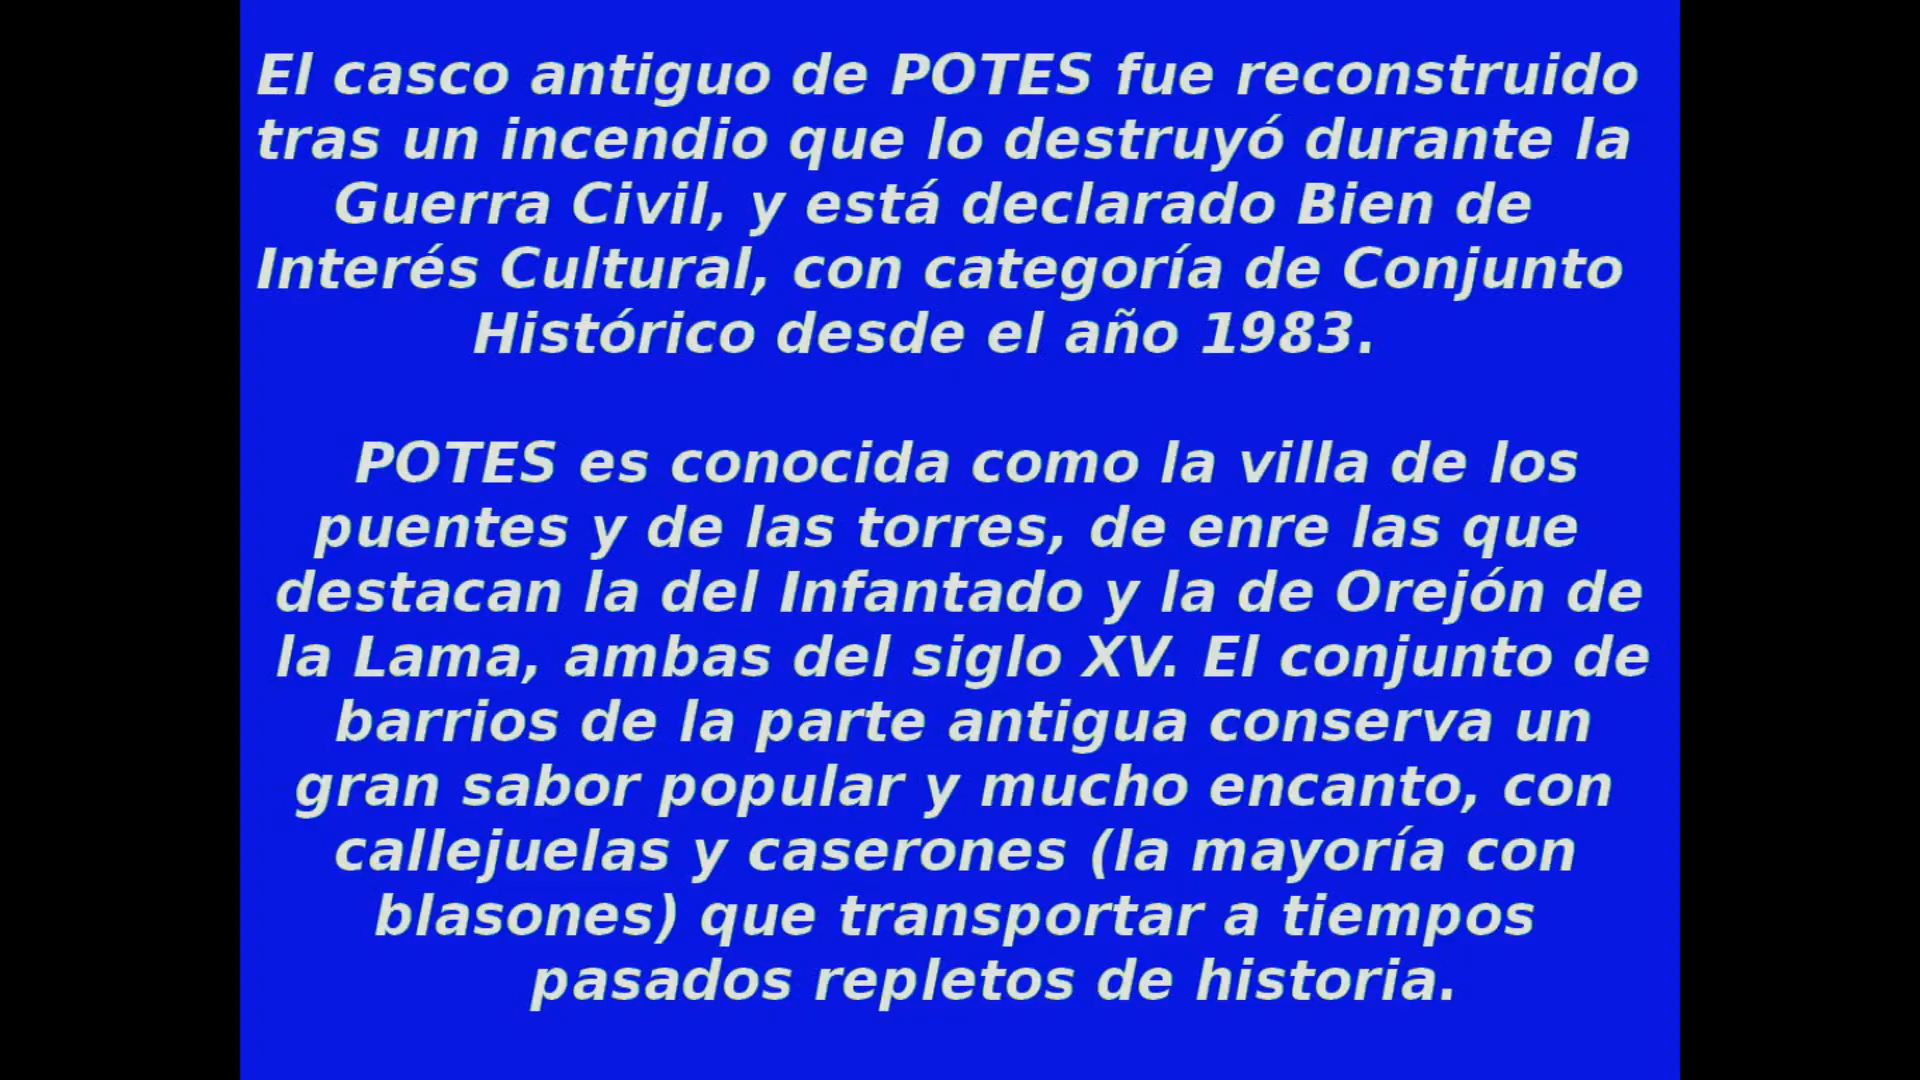 El casco antiguo de POTES fue reconstruido
tras un incendio que lo destruyó durante la
Guerra Civil, y está declarado Bien de
Interés Cultural, con categoría de Conjunto
Histórico desde el año 1983.
POTES es conocida como la villa de los
puentes y de las torres, de enre las que
destacan la del Infantado y la de Orejón de
la Lama, ambas del siglo XV. El conjunto de
barrios de la parte antigua conserva un
gran sabor popular y mucho encanto, con
callejuelas y caserones (la mayoría con
blasones) que transportar a tiempos
pasados repletos de historia.